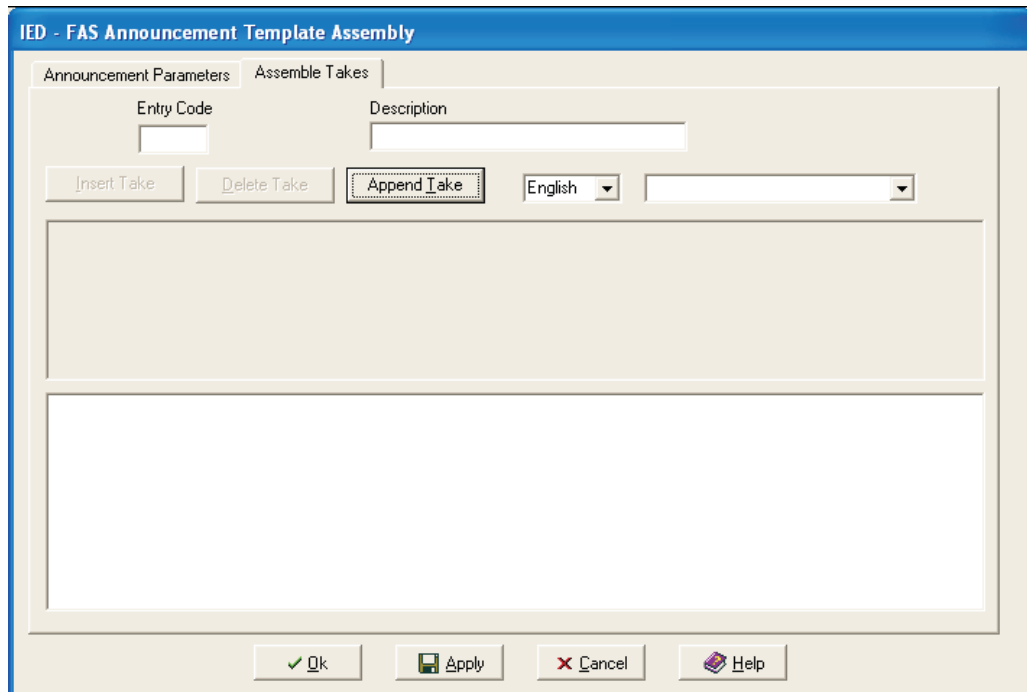 IED - FAS Announcement Template Assembly
Announcement Parameters Assemble Takes
Entry Code Description
Insert Take Delete Take Append Take English
Ok Apply Cancel Help